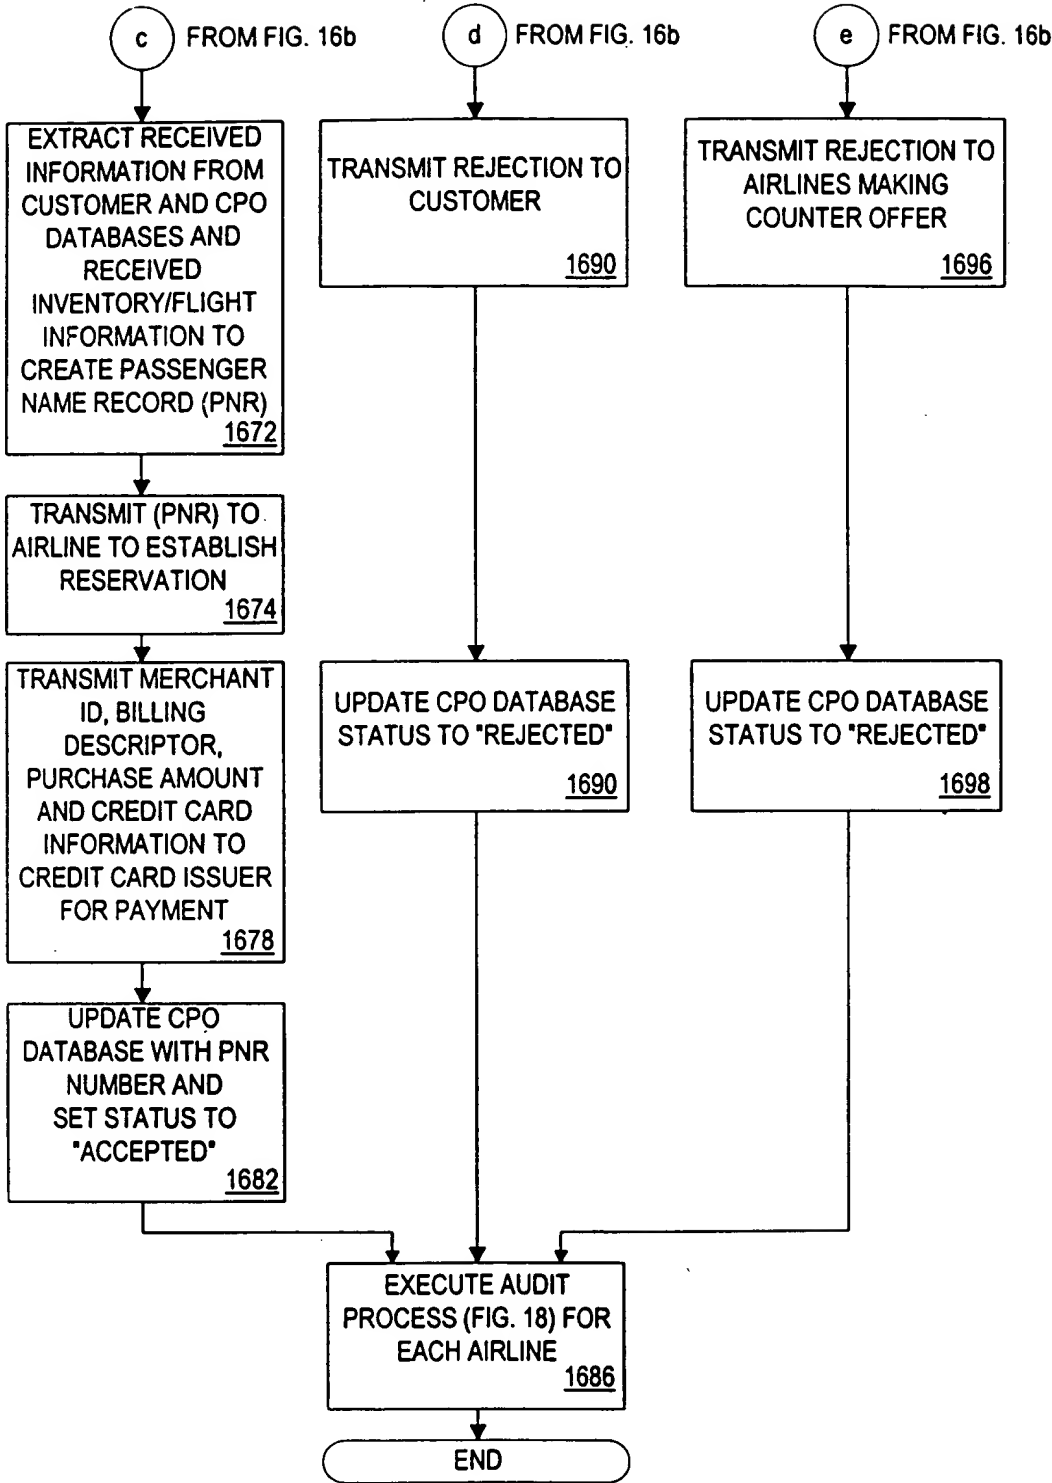 c FROM FIG. 16b
d FROM FIG. 16b
e FROM FIG. 16b
EXTRACT RECEIVED
INFORMATION FROM
CUSTOMER AND CPO
DATABASES AND
RECEIVED
INVENTORY/FLIGHT
INFORMATION TO
CREATE PASSENGER
NAME RECORD (PNR)
1672
TRANSMIT (PNR) TO
AIRLINE TO ESTABLISH
RESERVATION
1674
TRANSMIT MERCHANT
ID, BILLING
DESCRIPTOR,
PURCHASE AMOUNT
AND CREDIT CARD
INFORMATION TO
CREDIT CARD ISSUER
FOR PAYMENT
1678
UPDATE CPO
DATABASE WITH PNR
NUMBER AND
SET STATUS TO
"ACCEPTED"
1682
TRANSMIT REJECTION TO
CUSTOMER
1690
UPDATE CPO DATABASE
STATUS TO "REJECTED"
1690
TRANSMIT REJECTION TO
AIRLINES MAKING
COUNTER OFFER
1696
UPDATE CPO DATABASE
STATUS TO "REJECTED"
1698
EXECUTE AUDIT
PROCESS (FIG. 18) FOR
EACH AIRLINE
1686
END